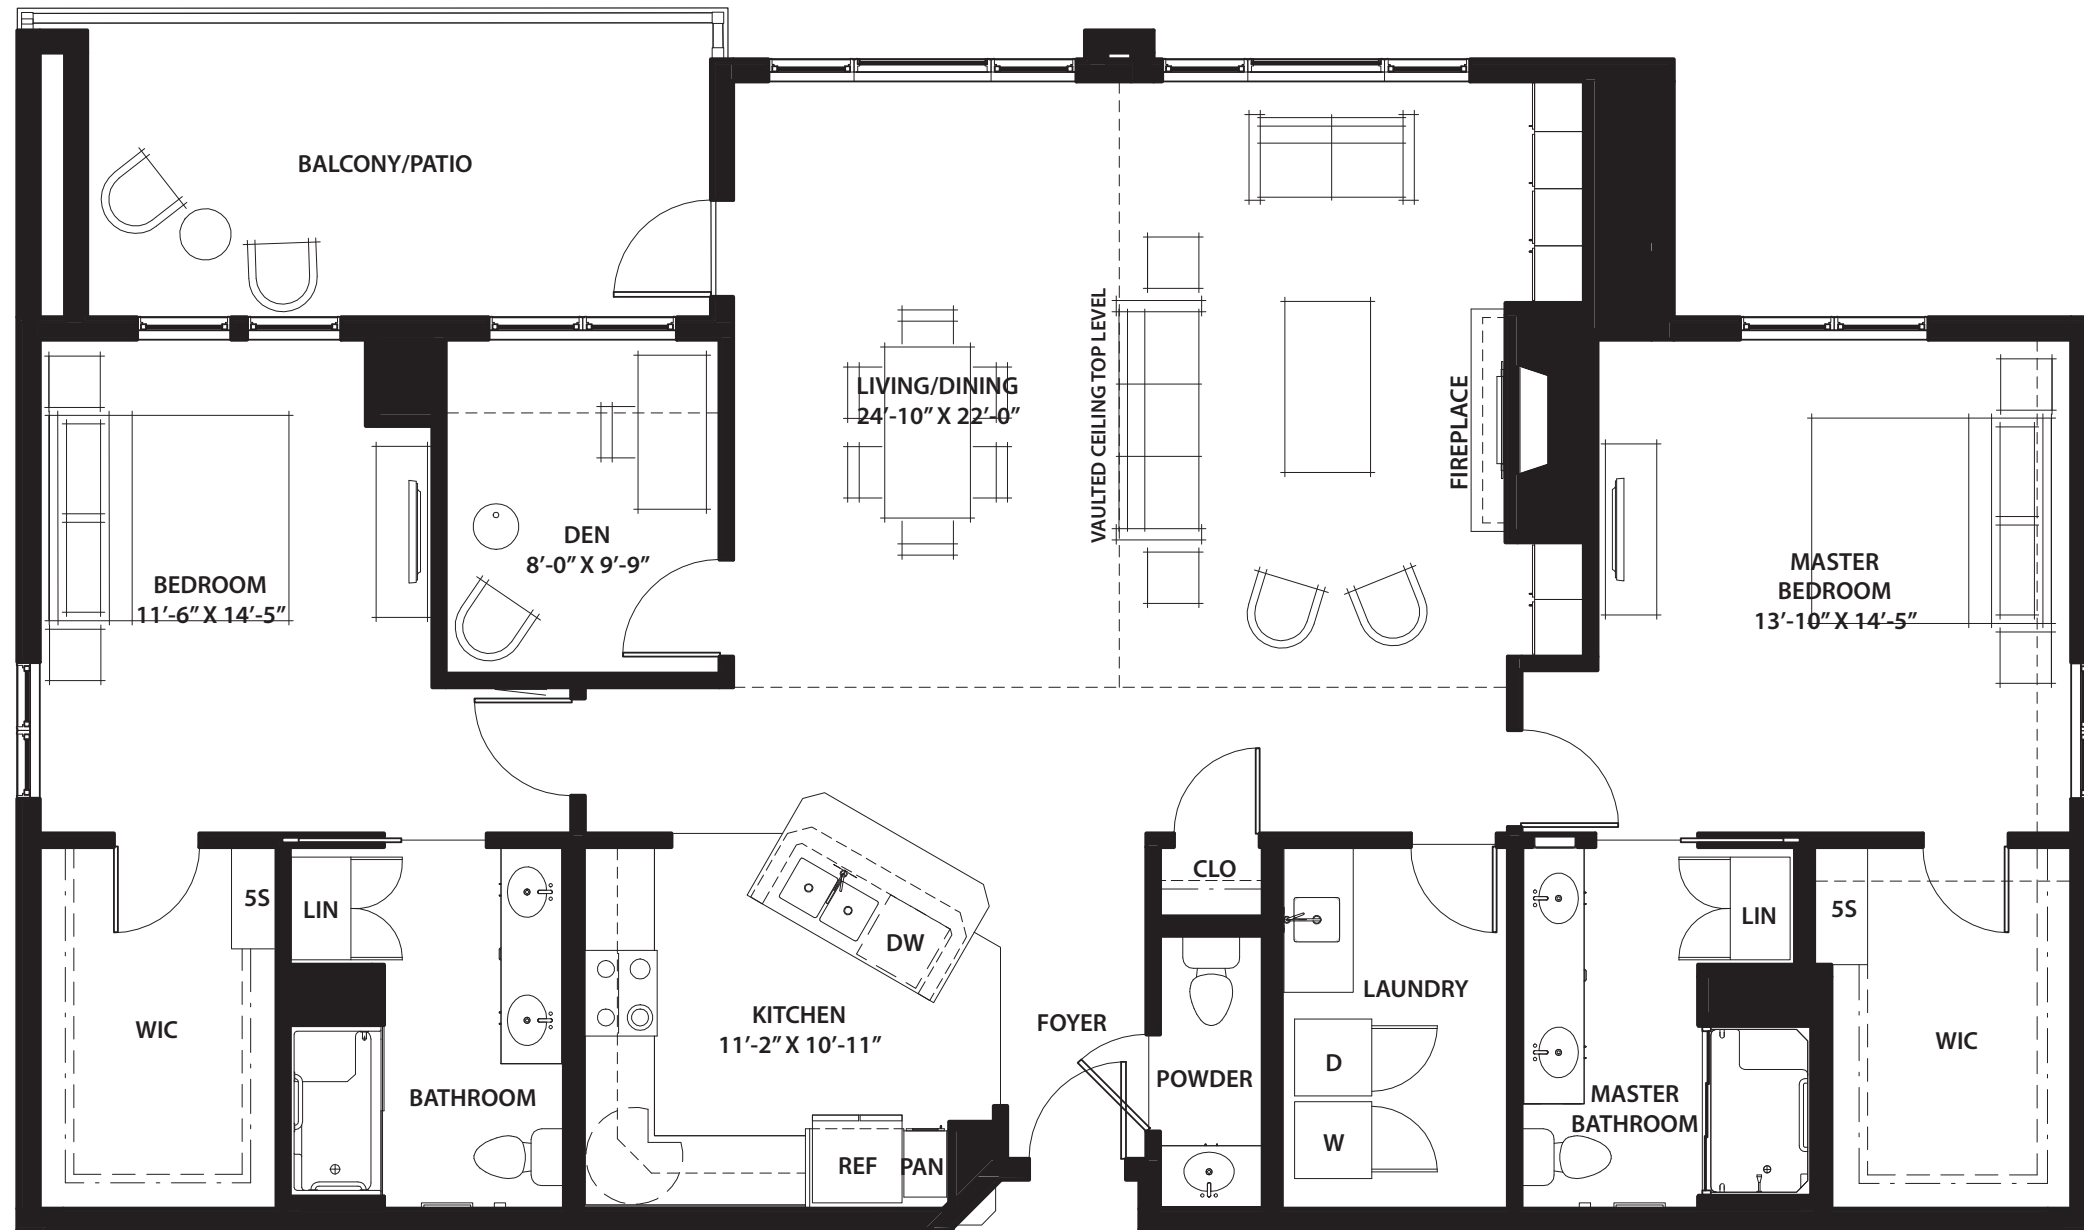 BALCONY/PATIO
LIVING/DINING
24'-10" X 22'-0"
VAULTED CEILING TOP LEVEL
FIREPLACE
DEN
8'-0" X 9'-9"
BEDROOM
11'-6" X 14'-5"
MASTER
BEDROOM
13'-10" X 14'-5"
CLO
5S
LIN
DW
LIN
5S
LAUNDRY
KITCHEN
11'-2" X 10'-11"
FOYER
WIC
WIC
D
POWDER
BATHROOM
MASTER
BATHROOM
W
REF
PAN